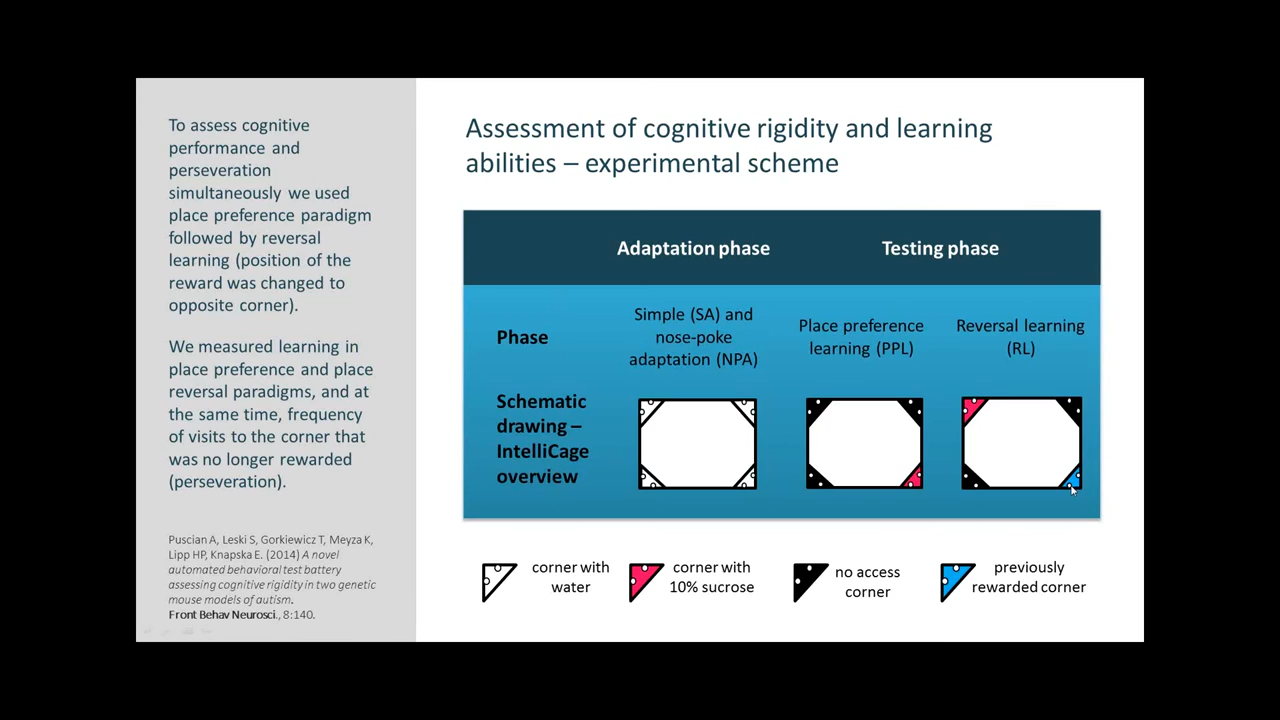 To assess cognitive
performance and
perseveration
simultaneously we used
place preference paradigm
followed by reversal
learning (position of the
reward was changed to
opposite corner).
We measured learning in
place preference and place
reversal paradigms, and at
the same time, frequency
of visits to the corner that
was no longer rewarded
(perseveration).
Puscian A, Leski S, Gorkiewicz T, Meyza K,
Lipp HP, Knapska E. (2014) A novel
automated behavioral test battery
assessing cognitive rigidity in two genetic
mouse models of autism.
Front Behav Neurosci., 8:140.
Assessment of cognitive rigidity and learning
abilities – experimental scheme
Adaptation phase
Testing phase
Phase
Simple (SA) and
nose-poke
adaptation (NPA)
Place preference
learning (PPL)
Reversal learning
(RL)
Schematic
drawing –
IntelliCage
overview
corner with
water
corner with
10% sucrose
no access
corner
previously
rewarded corner